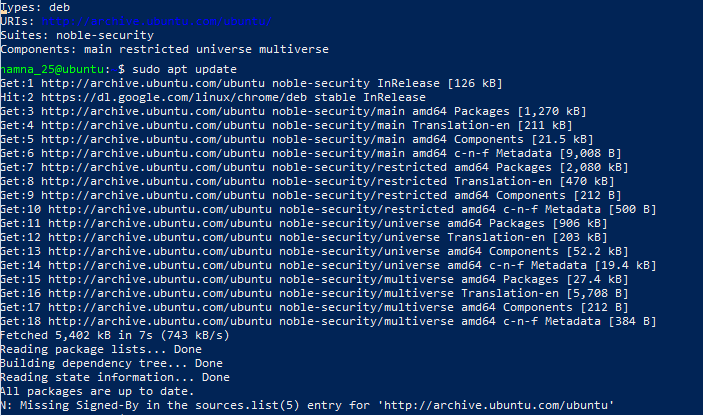 Types: deb
URIs: http://archive.ubuntu.com/ubuntu/
Suites: noble-security
Components: main restricted universe multiverse
namna_25@ubuntu: $ sudo apt update
Get:1 http://archive.ubuntu.com/ubuntu noble-security InRelease [126 kB]
Hit:2 https://dl.google.com/linux/chrome/deb stable InRelease
Get:3 http://archive.ubuntu.com/ubuntu noble-security/main amd64 Packages [1,270 kB]
Get:4 http://archive.ubuntu.com/ubuntu noble-security/main Translation-en [211 kB]
Get:5 http://archive.ubuntu.com/ubuntu noble-security/main amd64 Components [21.5 kB]
Get:6 http://archive.ubuntu.com/ubuntu noble-security/main amd64 c-n-f Metadata [9,008 B]
Get:7 http://archive.ubuntu.com/ubuntu noble-security/restricted amd64 Packages [2,080 kB]
Get:8 http://archive.ubuntu.com/ubuntu noble-security/restricted Translation-en [470 kB]
Get:9 http://archive.ubuntu.com/ubuntu noble-security/restricted amd64 Components [212 B]
Get:10 http://archive.ubuntu.com/ubuntu noble-security/restricted amd64 c-n-f Metadata [500 B]
Get:11 http://archive.ubuntu.com/ubuntu noble-security/universe amd64 Packages [906 kB]
Get:12 http://archive.ubuntu.com/ubuntu noble-security/universe Translation-en [203 kB]
Get:13 http://archive.ubuntu.com/ubuntu noble-security/universe amd64 Components [52.2 kB]
Get:14 http://archive.ubuntu.com/ubuntu noble-security/universe amd64 c-n-f Metadata [19.4 kB]
Get:15 http://archive.ubuntu.com/ubuntu noble-security/multiverse amd64 Packages [27.4 kB]
Get:16 http://archive.ubuntu.com/ubuntu noble-security/multiverse Translation-en [5,708 B]
Get:17 http://archive.ubuntu.com/ubuntu noble-security/multiverse amd64 Components [212 B]
Get:18 http://archive.ubuntu.com/ubuntu noble-security/multiverse amd64 c-n-f Metadata [384 B]
Fetched 5,402 kB in 7s (743 kB/s)
Reading package lists... Done
Building dependency tree... Done
Reading state information... Done
All packages are up to date.
N: Missing Signed-By in the sources.list(5) entry for 'http://archive.ubuntu.com/ubuntu'